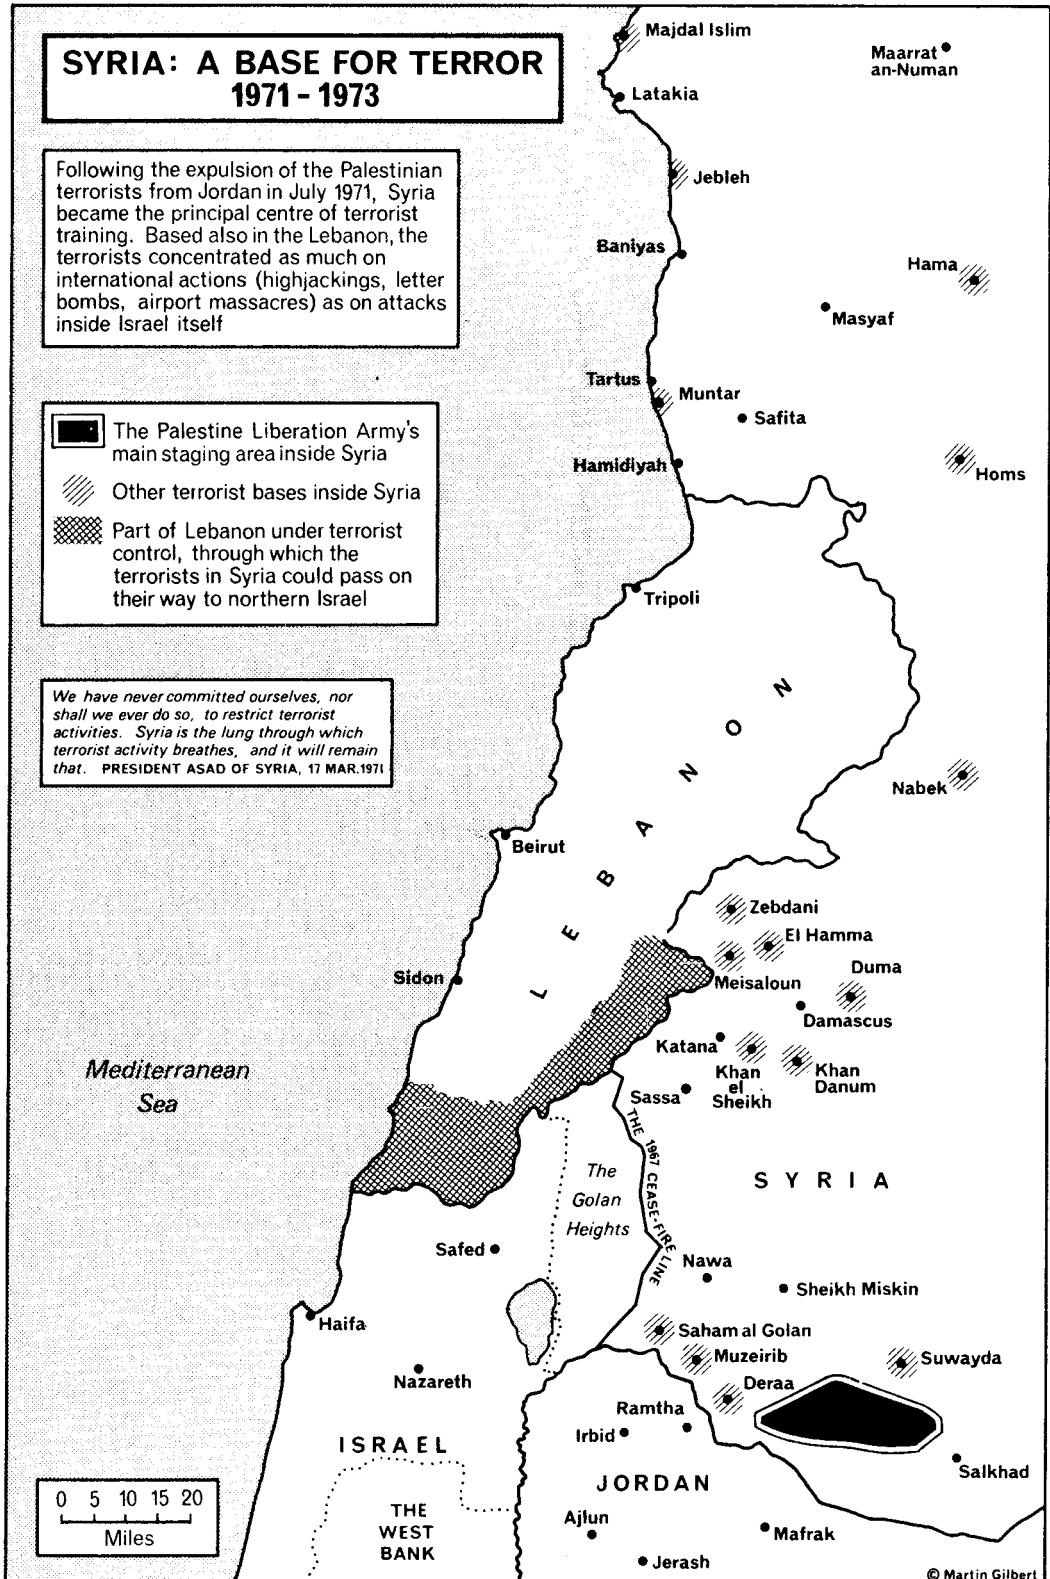 SYRIA: A BASE FOR TERROR
1971 - 1973
Following the expulsion of the Palestinian
terrorists from Jordan in July 1971, Syria
became the principal centre of terrorist
training. Based also in the Lebanon, the
terrorists concentrated as much on
international actions (highjackings, letter
bombs, airport massacres) as on attacks
inside Israel itself
The Palestine Liberation Army's
main staging area inside Syria
Other terrorist bases inside Syria
Part of Lebanon under terrorist
control, through which the
terrorists in Syria could pass on
their way to northern Israel
We have never committed ourselves, nor
shall we ever do so, to restrict terrorist
activities. Syria is the lung through which
terrorist activity breathes, and it will remain
that. PRESIDENT ASAD OF SYRIA, 17 MAR.1971
Majdal Islim
Maarrat
an-Numan
Latakia
Jebleh
Baniyas
Hama
Masyaf
Tartus
Muntar
Safita
Hamidiyah
Homs
Tripoli
LEBANON
Nabek
Beirut
Zebdani
El Hamma
Meisaloun
Duma
Sidon
Damascus
Katana
Khan
el
Sheikh
Khan
Danum
Sassa
Mediterranean
Sea
THE 1967 CEASE-FIRE LINE
The
Golan
Heights
SYRIA
Safed
Nawa
Sheikh Miskin
Haifa
Saham al Golan
Muzeirib
Suwayda
Nazareth
Deraa
Ramtha
Irbid
ISRAEL
JORDAN
Salkhad
0 5 10 15 20
Miles
THE
WEST
BANK
Ajlun
Mafrak
Jerash
© Martin Gilbert